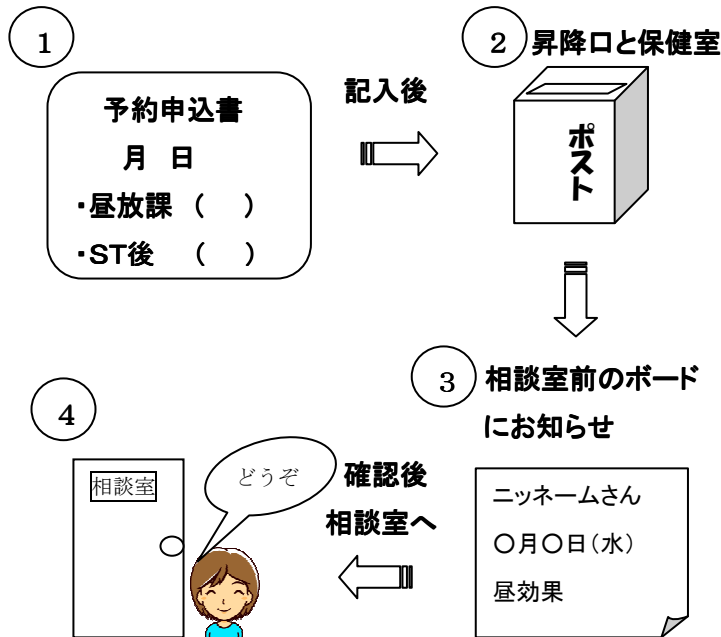 1
予約申込書
月 日
・昼放課 (   )
・ST後 (   )
記入後
2 昇降口と保健室
ポスト
3 相談室前のボード
にお知らせ
ニッネームさん
〇月〇日(水)
昼効果
確認後
相談室へ
4
相談室
どうぞ